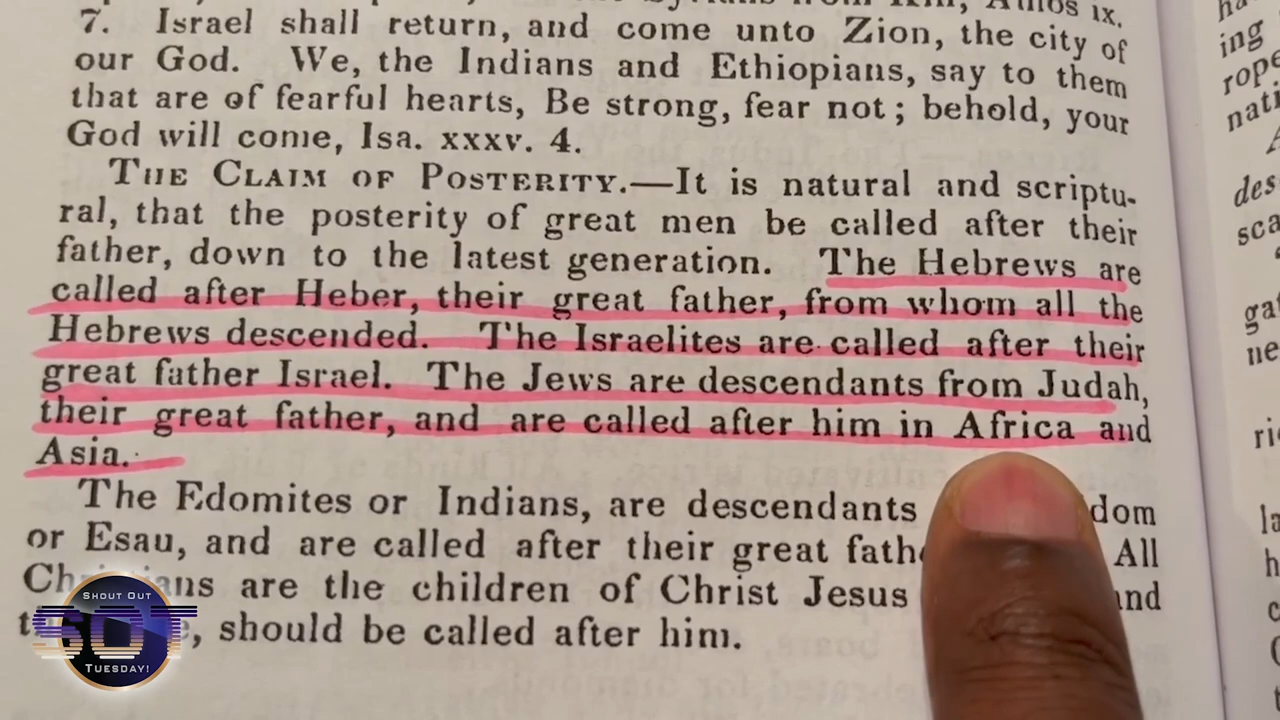 Amos ix.
7. Israel shall return, and come unto Zion, the city of
our God. We, the Indians and Ethiopians, say to them
that are of fearful hearts, Be strong, fear not; behold, your
God will come, Isa. xxxv. 4.
THE CLAIM OF POSTERITY.—It is natural and scriptu-
ral, that the posterity of great men be called after their
father, down to the latest generation. The Hebrews are
called after Heber, their great father, from whom all the
Hebrews descended. The Israelites are called after their
great father Israel. The Jews are descendants from Judah,
their great father, and are called after him in Africa and
Asia.
The Edomites or Indians, are descendants
or Esau, and are called after their great All
are the children of Christ Jesus
should be called after him.
SHOUT OUT
SOT
TUESDAY!